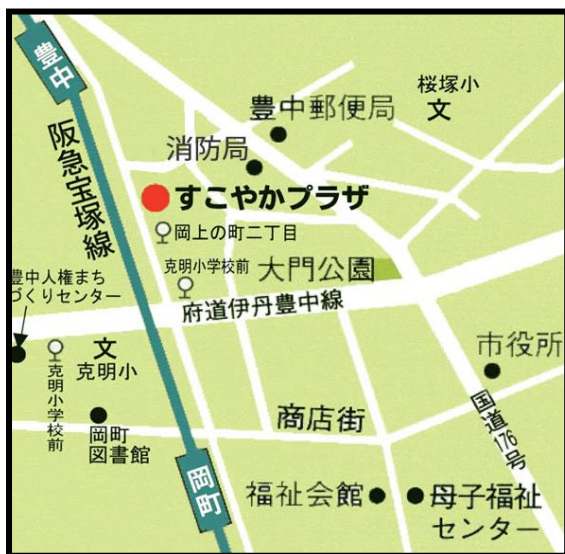 豊中
桜塚小
文
豊中郵便局
阪急宝塚線
消防局
すこやかプラザ
岡上の町二丁目
克明小学校前
大門公園
豊中人権まち
づくりセンター
府道伊丹豊中線
文
克明小
克明小学校前
市役所
国道176号
商店街
岡町
図書館
岡町
福祉会館
母子福祉
センター